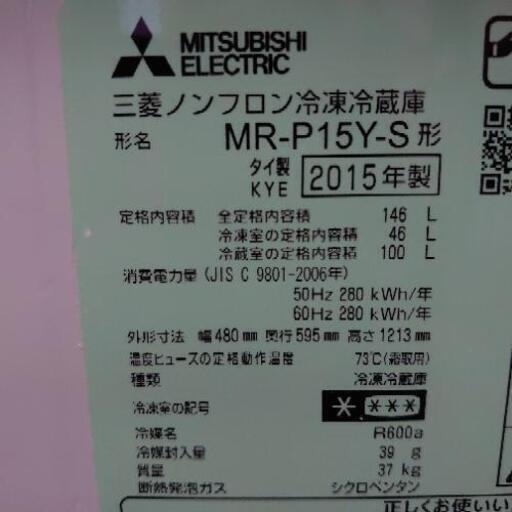 MITSUBISHI
ELECTRIC
三菱ノンフロン冷凍冷蔵庫
形名 MR-P15Y-S形
タイ製
KYE 2015年製
定格内容積 全定格内容積 146 L
冷凍室の定格内容積 46 L
冷蔵室の定格内容積 100 L
消費電力量(JIS C 9801-2006年)
50Hz 280 kWh/年
60Hz 280 kWh/年
外形寸法 幅480mm 奥行595mm 高さ1213mm
温度ヒューズの定格動作温度 73℃(霜取用)
種類 冷凍冷蔵庫
冷凍室の記号 * ***
冷媒名 R600a
冷媒封入量 39 g
質量 37 kg
断熱発泡ガス シクロペンタン
正しくお使いい